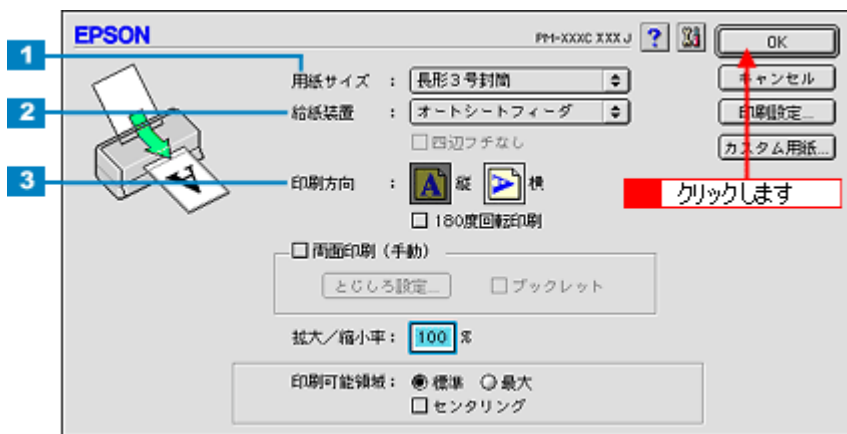 EPSON PM-XXXC XXX J ? OK
1 用紙サイズ : 長形3号封筒 キャンセル
2 給紙装置 : オートシートフィーダ 印刷設定...
四辺フチなし カスタム用紙...
3 印刷方向 : 縦 横 クリックします
180度回転印刷
両面印刷（手動）
とじしろ設定... ブックレット
拡大／縮小率： 100 %
印刷可能領域： 標準 最大
センタリング